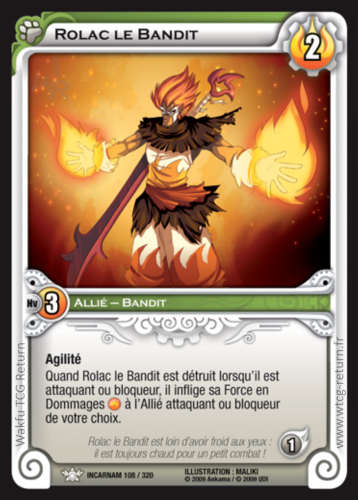 Rolac le Bandit
2
Nv 3 Allié – Bandit
Agilité
Quand Rolac le Bandit est détruit lorsqu'il est
attaquant ou bloqueur, il inflige sa Force en
Dommages à l'Allié attaquant ou bloqueur
de votre choix.
Rolac le Bandit est loin d'avoir froid aux yeux :
il est toujours chaud pour un petit combat !
1
INCARNAM 108 / 320
ILLUSTRATION : MALIKI
© 2009 Ankama / © 2009 UDI
Wakfu TCG Return
www.wtcg-return.fr